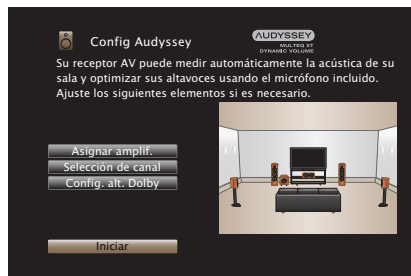 Config Audyssey
AUDYSSEY
MULTEQ XT
DYNAMIC VOLUME
Su receptor AV puede medir automáticamente la acústica de su
sala y optimizar sus altavoces usando el micrófono incluido.
Ajuste los siguientes elementos si es necesario.
Asignar amplif.
Selección de canal
Config. alt. Dolby
Iniciar